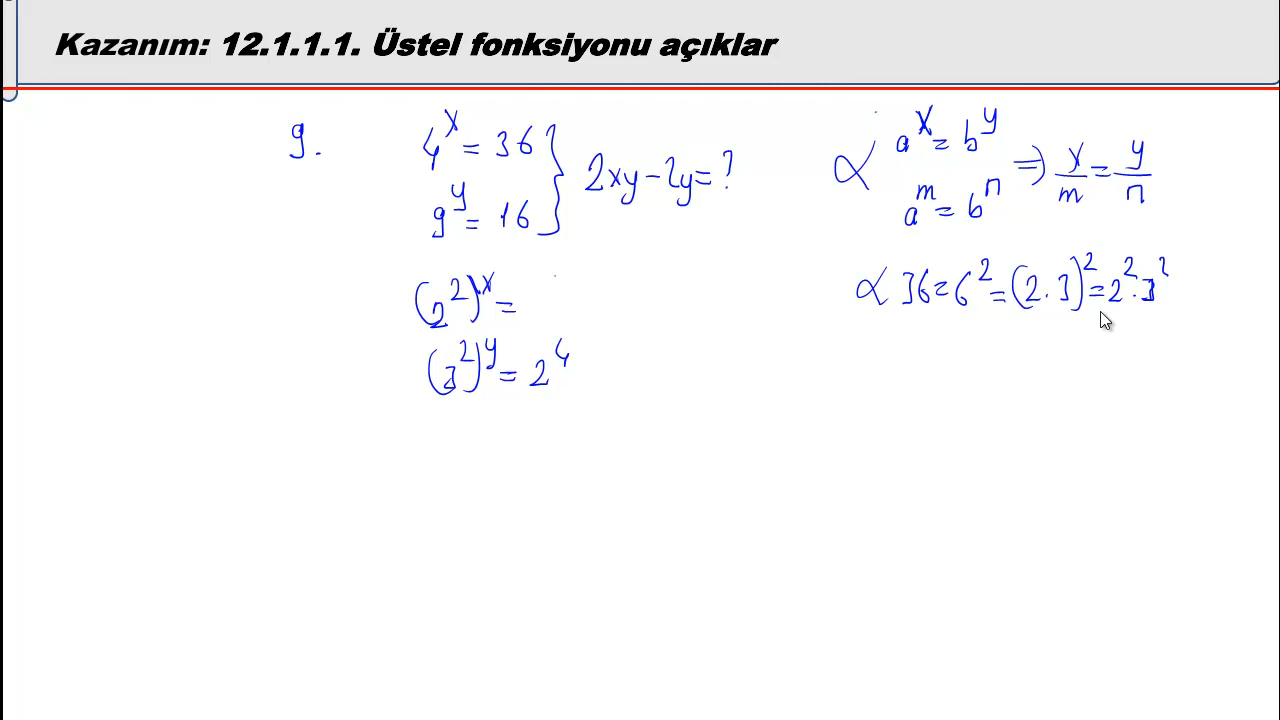 Kazanım: 12.1.1.1. Üstel fonksiyonu açıklar
9. 4^x = 36 } 2xy - 2y = ?
9^y = 16
(2^2)^x =
(3^2)^y = 2^4
α a^x = b^y ⇒ x/m = y/n
a^m = b^n
α 36 = 6^2 = (2.3)^2 = 2^2.3^2